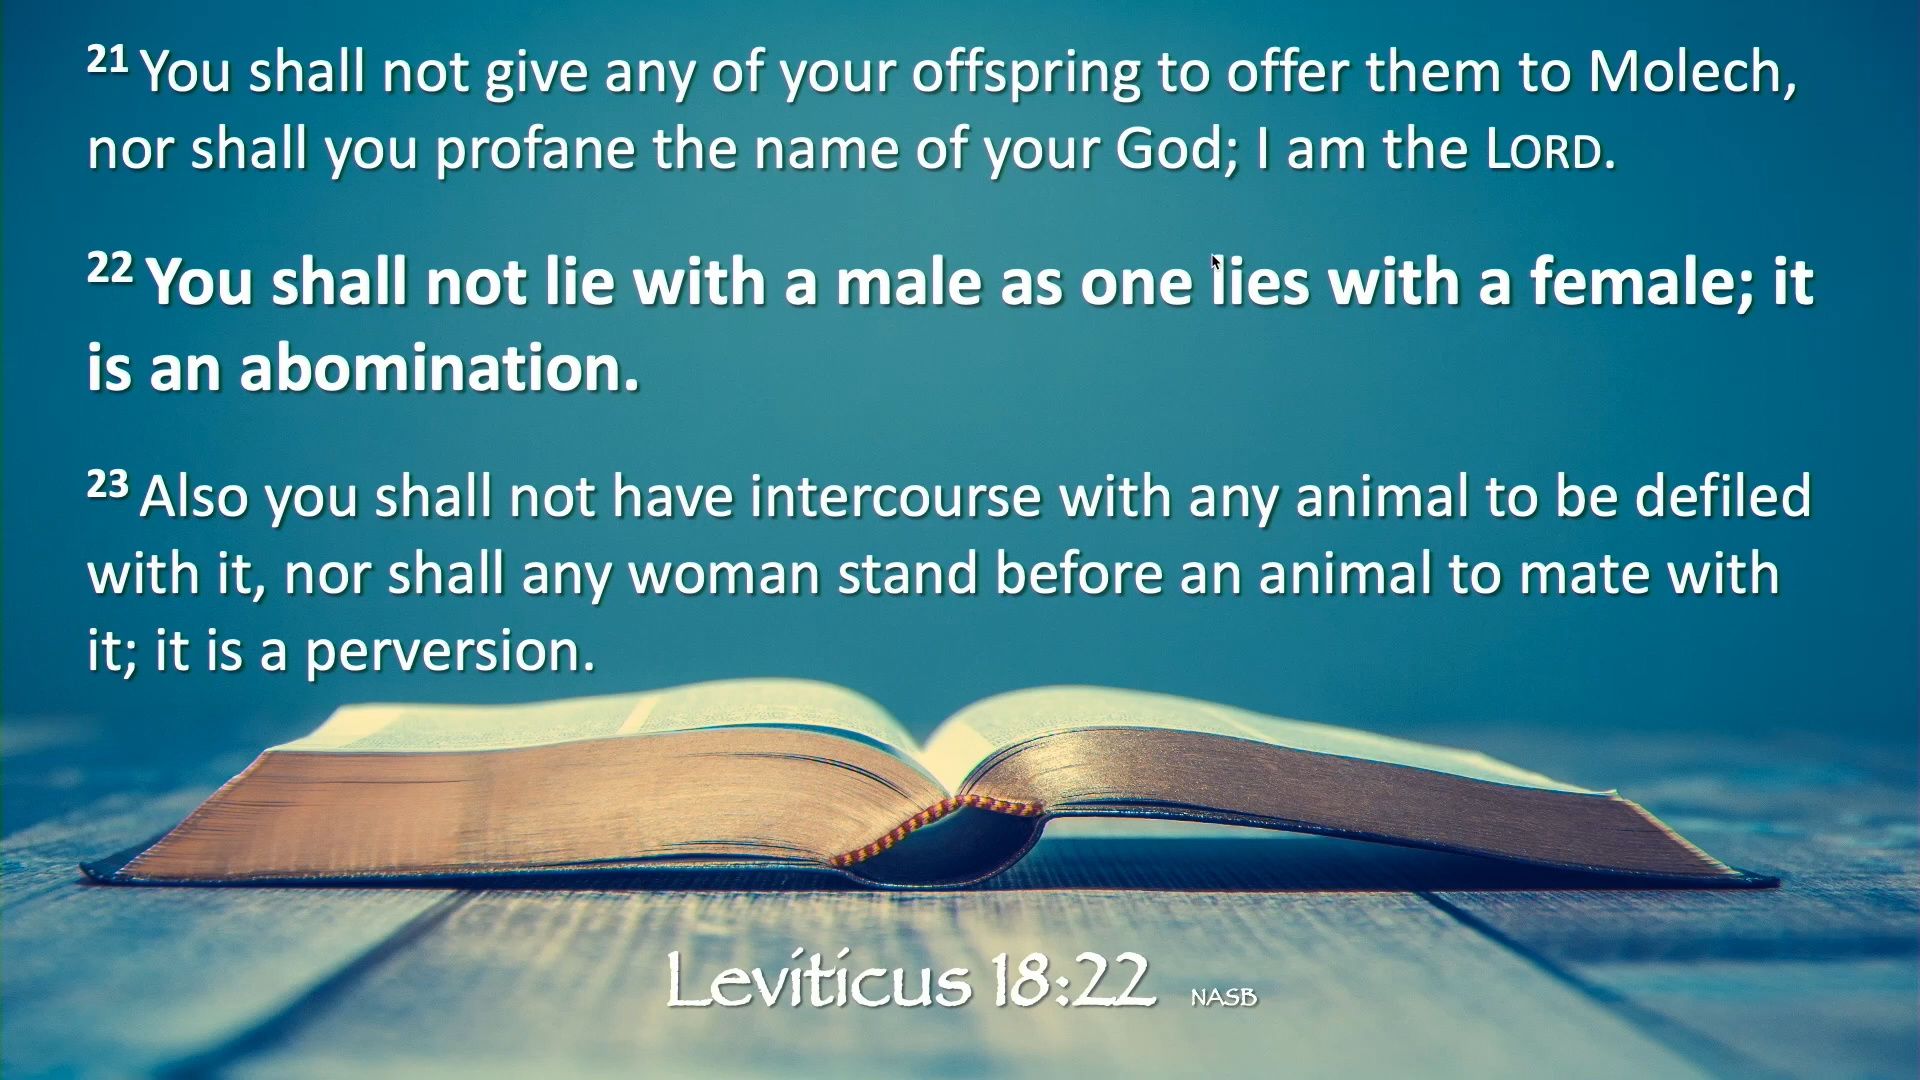 21 You shall not give any of your offspring to offer them to Molech,
nor shall you profane the name of your God; I am the LORD.
22 You shall not lie with a male as one lies with a female; it
is an abomination.
23 Also you shall not have intercourse with any animal to be defiled
with it, nor shall any woman stand before an animal to mate with
it; it is a perversion.
Leviticus 18:22 NASB